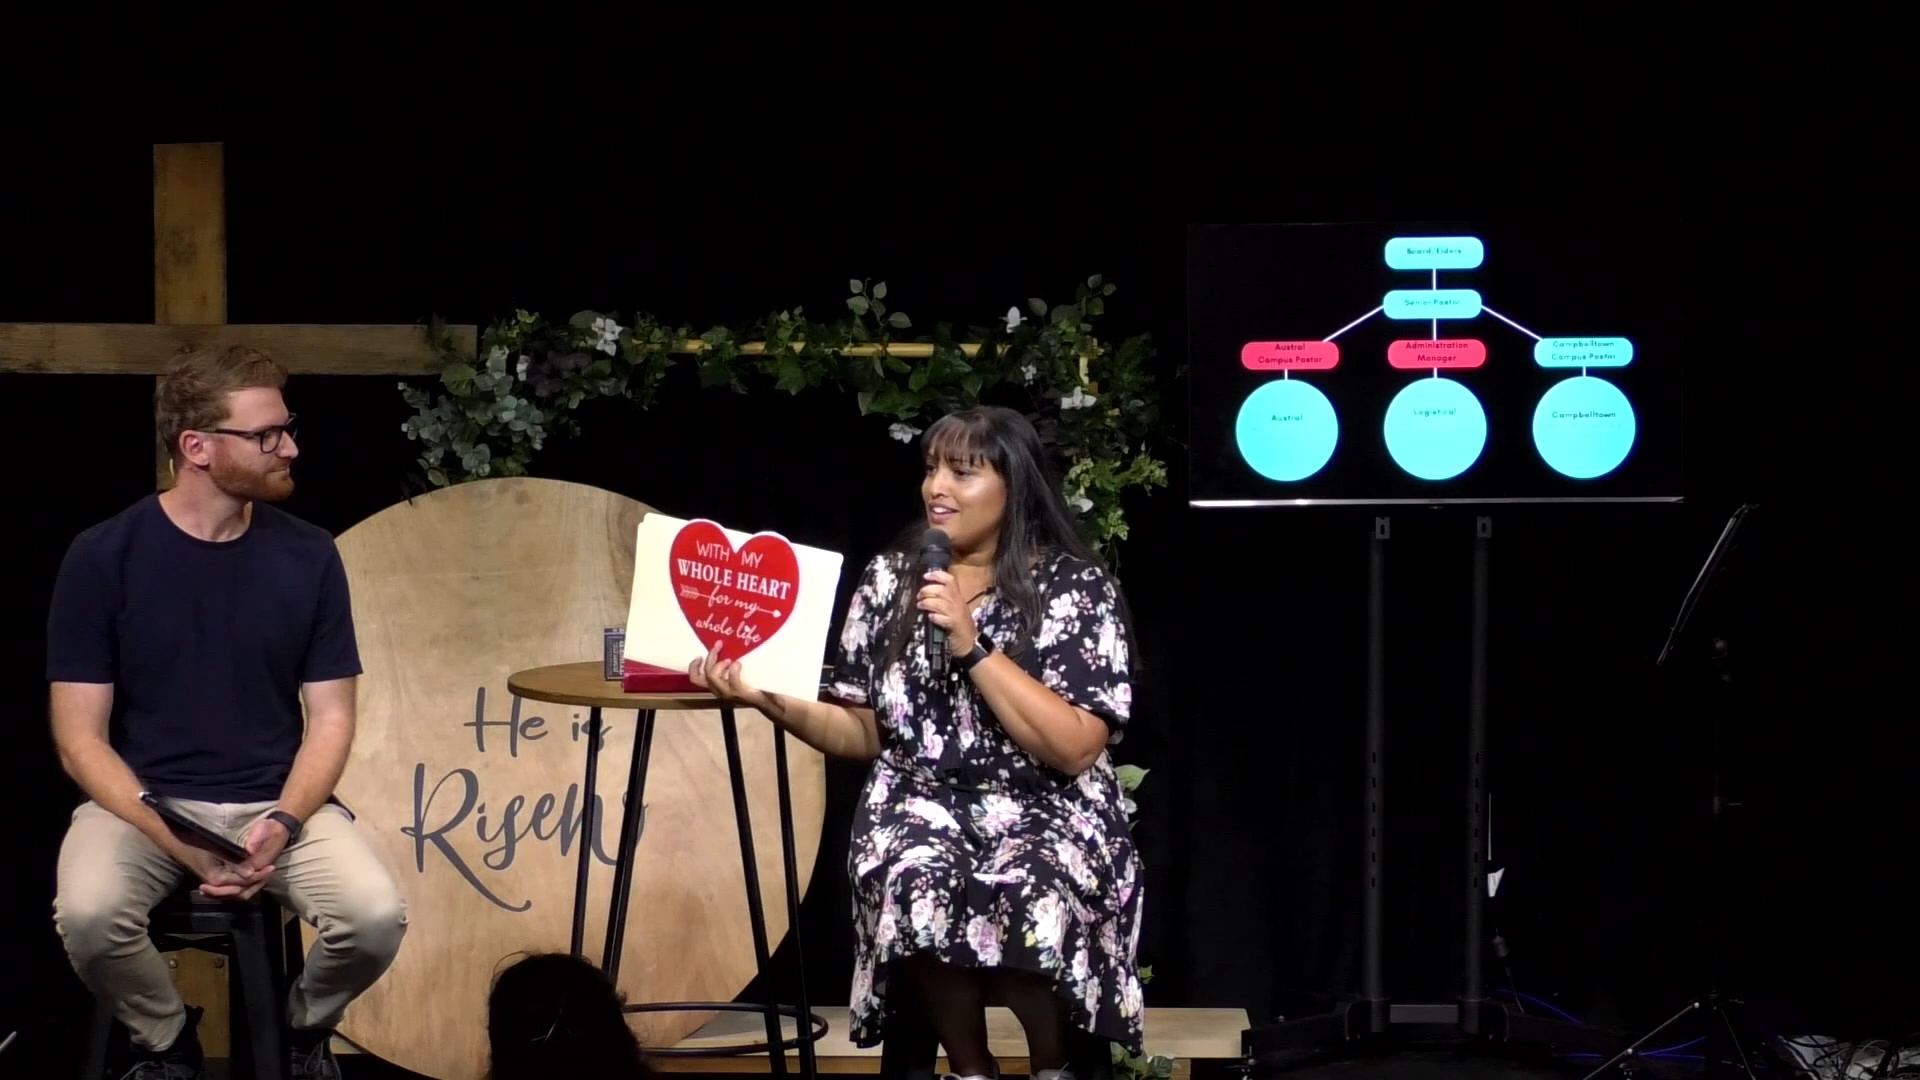 Board/Elders
Senior Pastor
Austral
Campus Pastor
Administration
Manager
Campbelltown
Campus Pastor
Austral
Logistical
Campbelltown
WITH MY
WHOLE HEART
for my
whole life
He is
Risen